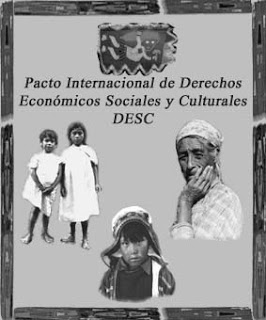 Pacto Internacional de Derechos
Económicos Sociales y Culturales
DESC